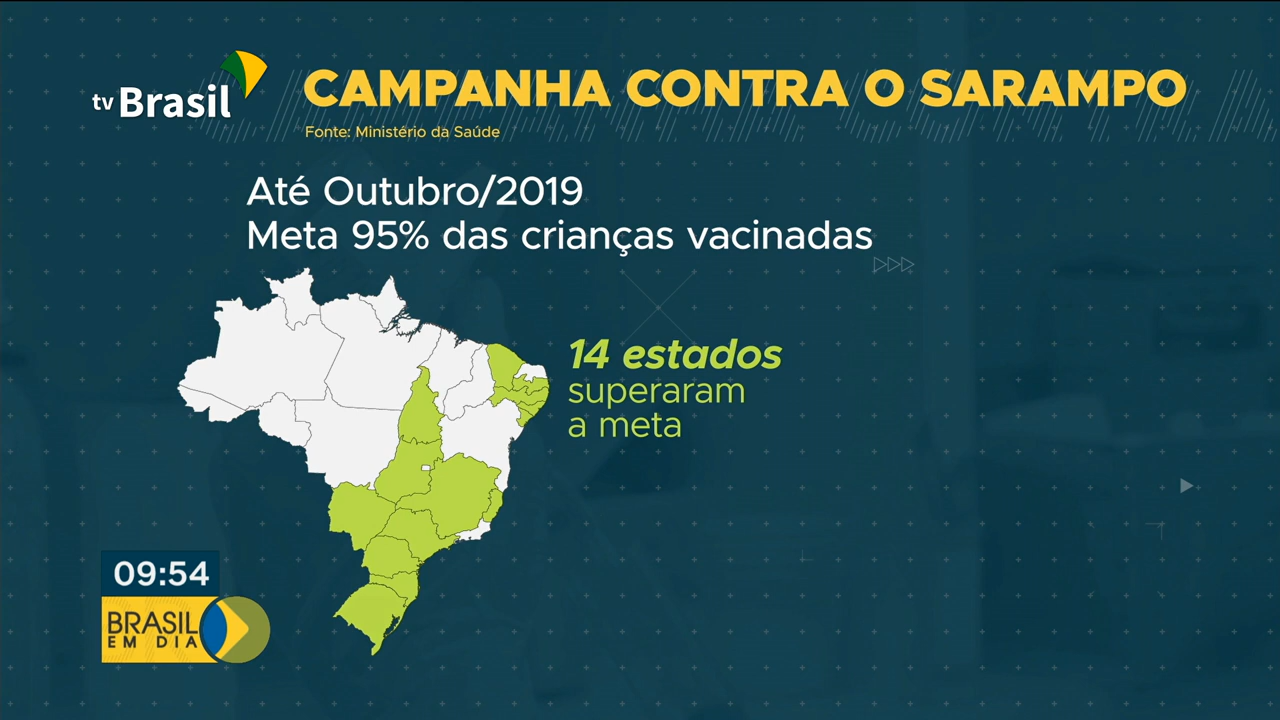 tv Brasil
CAMPANHA CONTRA O SARAMPO
Fonte: Ministério da Saúde
Até Outubro/2019
Meta 95% das crianças vacinadas
14 estados
superaram
a meta
09:54
BRASIL
EM DIA